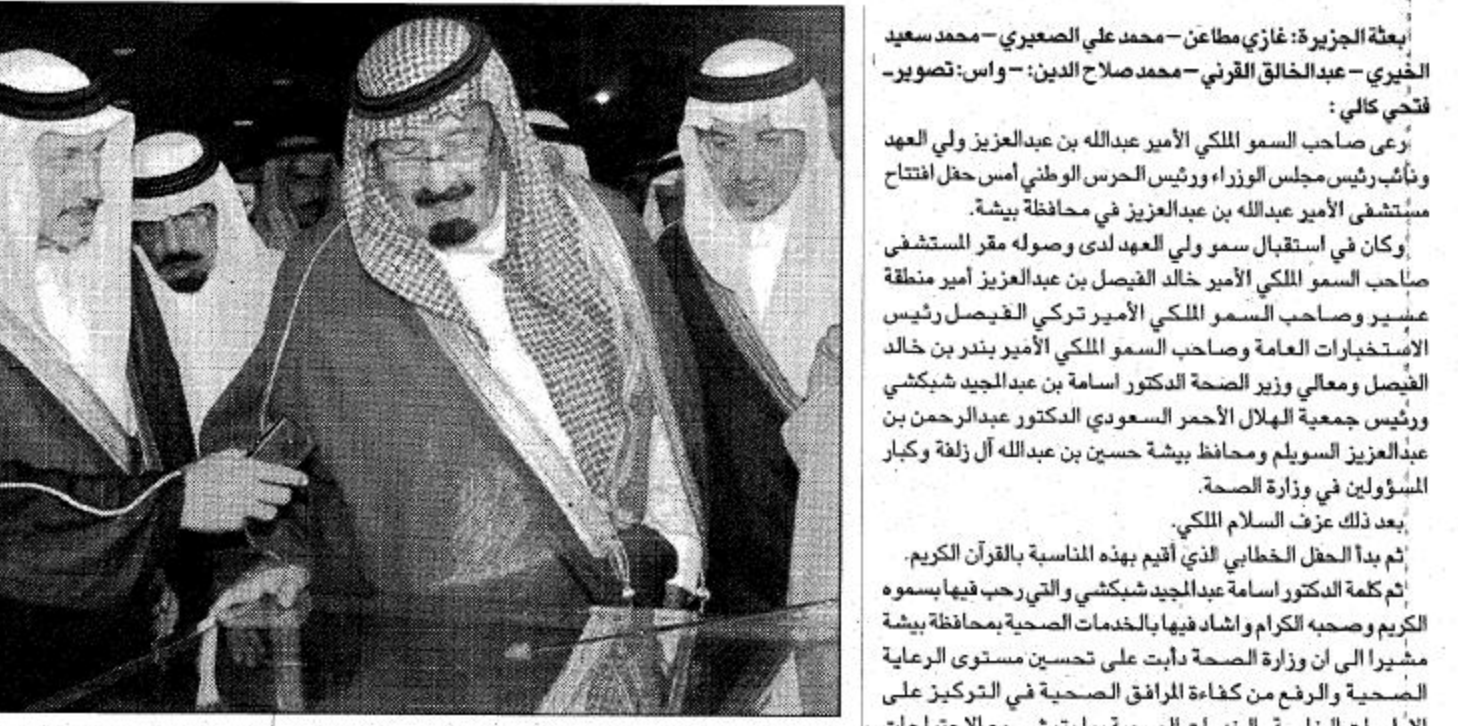 بعثة الجزيرة: غازي مطاعن – محمد علي الصعيري – محمد سعيد
الخيري – عبدالخالق القرني – محمد صلاح الدين: – واس: تصوير ـ
فتحي كالي :
رعى صاحب السمو الملكي الأمير عبدالله بن عبدالعزيز ولي العهد
ونائب رئيس مجلس الوزراء ورئيس الحرس الوطني أمس حفل افتتاح
مستشفى الأمير عبدالله بن عبدالعزيز في محافظة بيشة.
وكان في استقبال سمو ولي العهد لدى وصوله مقر المستشفى
صاحب السمو الملكي الأمير خالد الفيصل بن عبدالعزيز أمير منطقة
عسير وصاحب السمو الملكي الأمير تركي الفيصل رئيس
الاستخبارات العامة وصاحب السمو الملكي الأمير بندر بن خالد
الفيصل ومعالي وزير الصحة الدكتور اسامة بن عبدالمجيد شبكشي
ورئيس جمعية الهلال الأحمر السعودي الدكتور عبدالرحمن بن
عبدالعزيز السويلم ومحافظ بيشة حسين بن عبدالله آل زلفة وكبار
المسؤولين في وزارة الصحة.
بعد ذلك عزف السلام الملكي.
ثم بدأ الحفل الخطابي الذي أقيم بهذه المناسبة بالقرآن الكريم.
ثم كلمة الدكتور اسامة عبدالمجيد شبكشي والتي رحب فيها بسموه
الكريم وصحبه الكرام واشاد فيها بالخدمات الصحية بمحافظة بيشة
مشيرا الى ان وزارة الصحة دأبت على تحسين مستوى الرعاية
الصحية والرفع من كفاءة المرافق الصحية في التركيز على